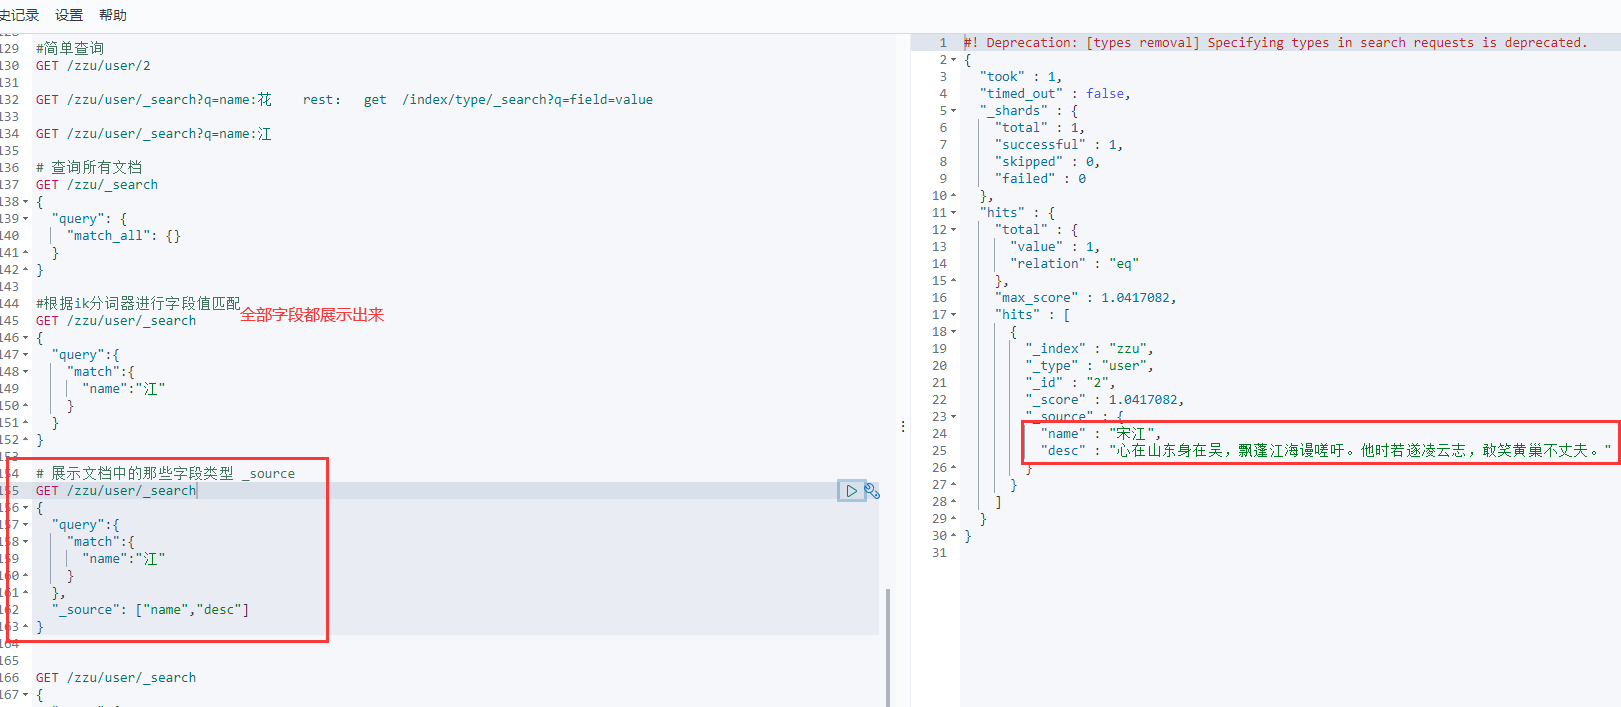 史记录 设置 帮助
128
129 #简单查询
130 GET /zzu/user/2
131
132 GET /zzu/user/_search?q=name:花 rest: get /index/type/_search?q=field=value
133
134 GET /zzu/user/_search?q=name:江
135
136 # 查询所有文档
137 GET /zzu/_search
138 {
139 "query": {
140 "match_all": {}
141 }
142 }
143
144 #根据ik分词器进行字段值匹配
全部字段都展示出来
145 GET /zzu/user/_search
146 {
147 "query":{
148 "match":{
149 "name":"江"
150 }
151 }
152 }
153
154 # 展示文档中的那些字段类型 _source
155 GET /zzu/user/_search
156 {
157 "query":{
158 "match":{
159 "name":"江"
160 }
161 },
162 "_source": ["name","desc"]
163 }
164
165
166 GET /zzu/user/_search
167 {
1 #! Deprecation: [types removal] Specifying types in search requests is deprecated.
2 {
3 "took" : 1,
4 "timed_out" : false,
5 "_shards" : {
6 "total" : 1,
7 "successful" : 1,
8 "skipped" : 0,
9 "failed" : 0
10 },
11 "hits" : {
12 "total" : {
13 "value" : 1,
14 "relation" : "eq"
15 },
16 "max_score" : 1.0417082,
17 "hits" : [
18 {
19 "_index" : "zzu",
20 "_type" : "user",
21 "_id" : "2",
22 "_score" : 1.0417082,
23 "_source" : {
24 "name" : "宋江",
25 "desc" : "心在山东身在吴，飘蓬江海谩嗟吁。他时若遂凌云志，敢笑黄巢不丈夫。"
26 }
27 }
28 ]
29 }
30 }
31